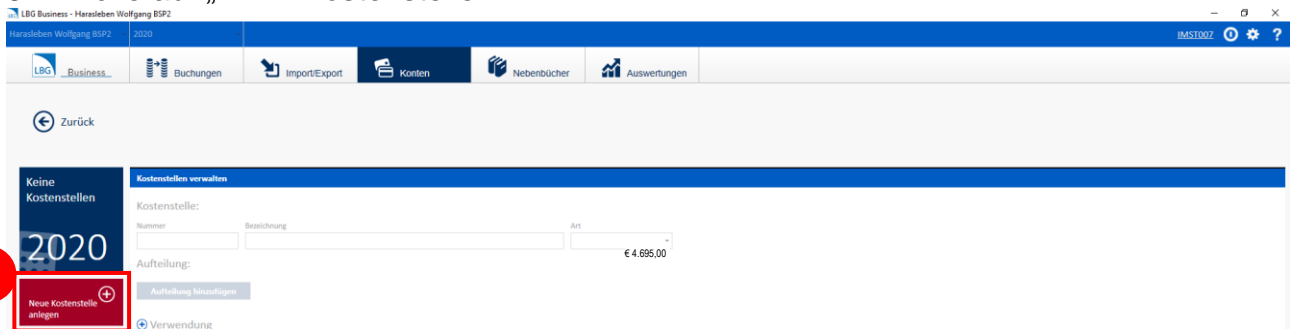 LBG Business - Harasleben Wolfgang BSP2
Harasleben Wolfgang BSP2 2020 IMST007 ?
LBG Business Buchungen Import/Export Konten Nebenbücher Auswertungen
Zurück
Keine
Kostenstellen
2020
Neue Kostenstelle
anlegen
Kostenstellen verwalten
Kostenstelle:
Nummer Bezeichnung Art
€ 4.695,00
Aufteilung:
Aufteilung hinzufügen
Verwendung